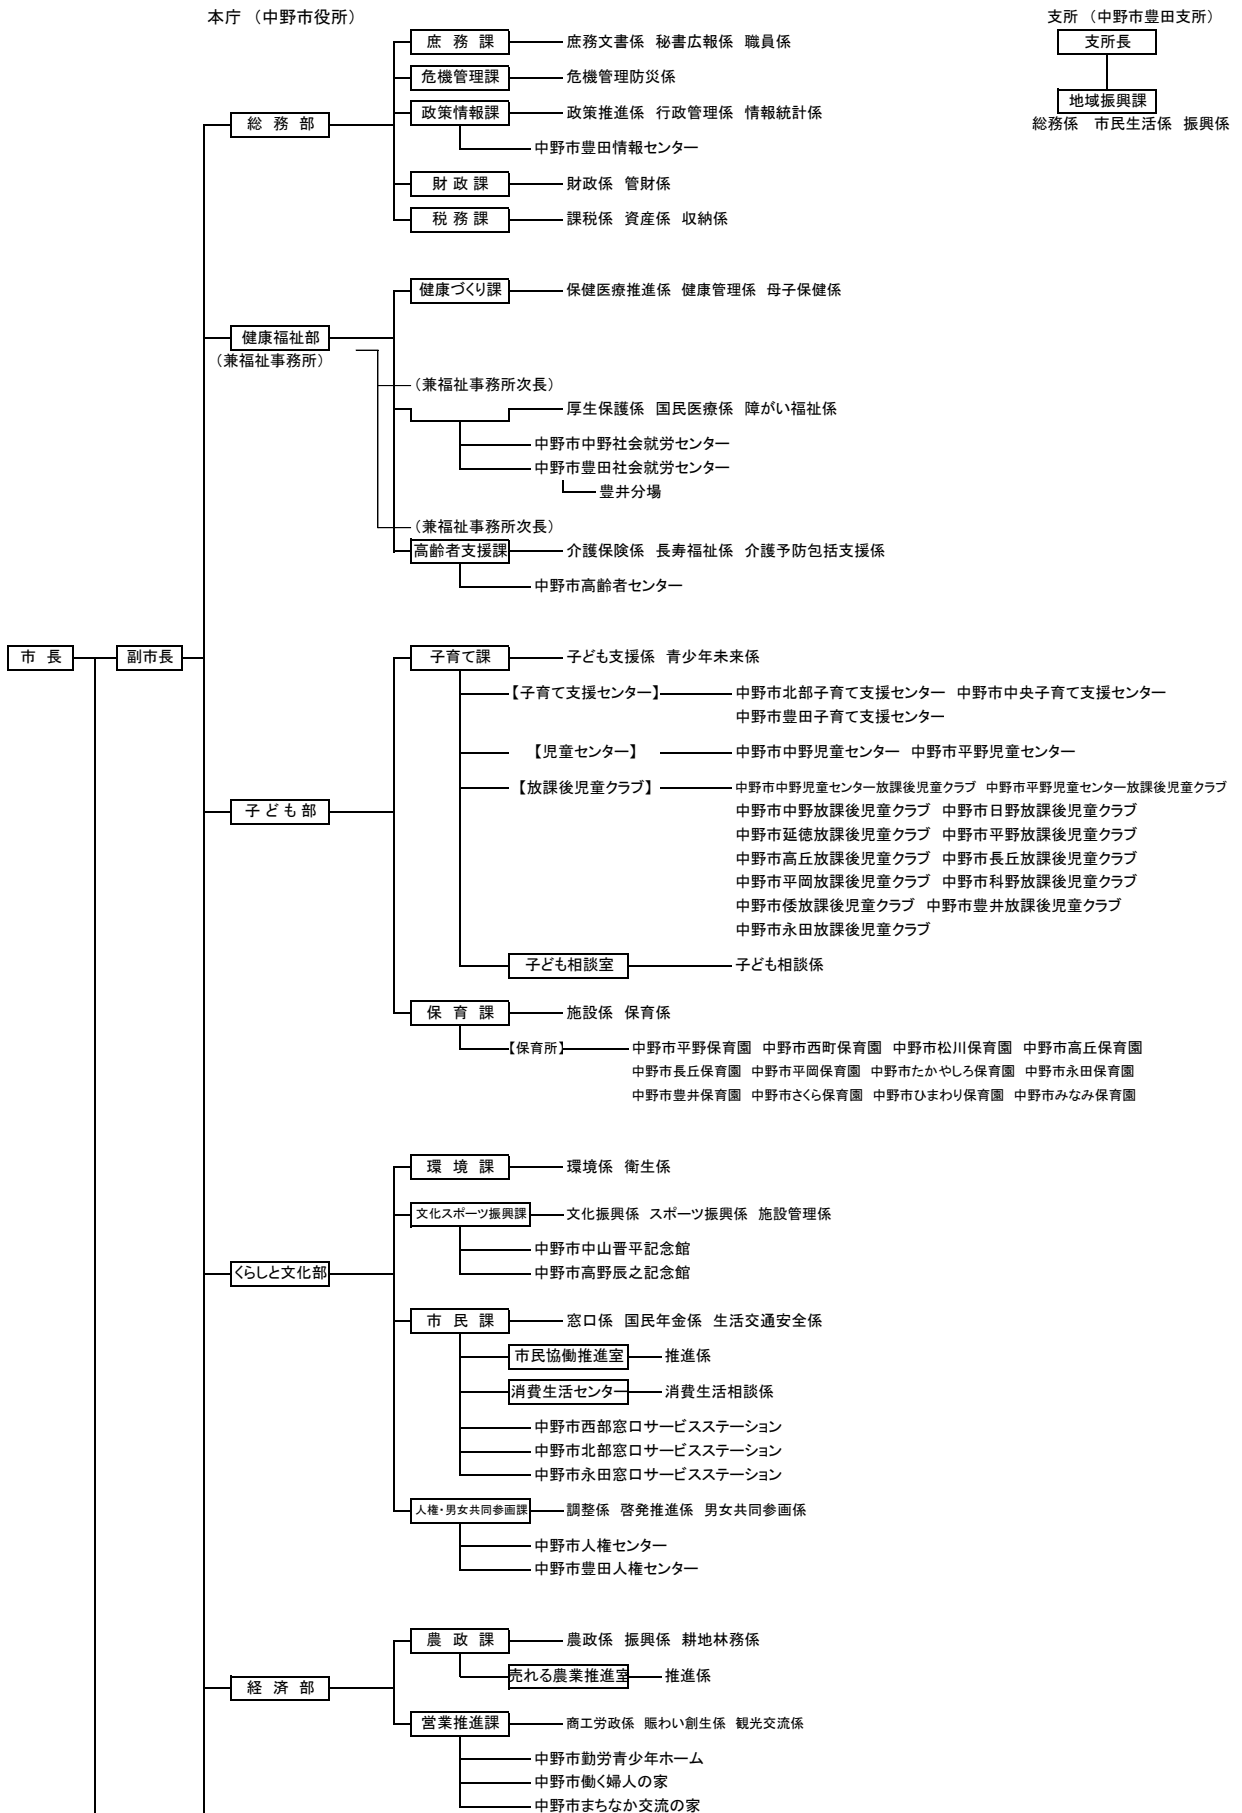 本庁（中野市役所）
支所（中野市豊田支所）
庶務課 庶務文書係 秘書広報係 職員係
支所長
危機管理課 危機管理防災係
地域振興課
総務係 市民生活係 振興係
政策情報課 政策推進係 行政管理係 情報統計係
総務部
中野市豊田情報センター
財政課 財政係 管財係
税務課 課税係 資産係 収納係
健康づくり課 保健医療推進係 健康管理係 母子保健係
健康福祉部
（兼福祉事務所）
（兼福祉事務所次長）
厚生保護係 国民医療係 障がい福祉係
中野市中野社会就労センター
中野市豊田社会就労センター
豊井分場
（兼福祉事務所次長）
高齢者支援課 介護保険係 長寿福祉係 介護予防包括支援係
中野市高齢者センター
市長 副市長
子育て課 子ども支援係 青少年未来係
【子育て支援センター】 中野市北部子育て支援センター 中野市中央子育て支援センター
中野市豊田子育て支援センター
【児童センター】 中野市中野児童センター 中野市平野児童センター
【放課後児童クラブ】 中野市中野児童センター放課後児童クラブ 中野市平野児童センター放課後児童クラブ
子ども部
中野市中野放課後児童クラブ 中野市日野放課後児童クラブ
中野市延徳放課後児童クラブ 中野市平野放課後児童クラブ
中野市高丘放課後児童クラブ 中野市長丘放課後児童クラブ
中野市平岡放課後児童クラブ 中野市科野放課後児童クラブ
中野市倭放課後児童クラブ 中野市豊井放課後児童クラブ
中野市永田放課後児童クラブ
子ども相談室 子ども相談係
保育課 施設係 保育係
【保育所】 中野市平野保育園 中野市西町保育園 中野市松川保育園 中野市高丘保育園
中野市長丘保育園 中野市平岡保育園 中野市たかやしろ保育園 中野市永田保育園
中野市豊井保育園 中野市さくら保育園 中野市ひまわり保育園 中野市みなみ保育園
環境課 環境係 衛生係
文化スポーツ振興課 文化振興係 スポーツ振興係 施設管理係
中野市中山晋平記念館
くらしと文化部
中野市高野辰之記念館
市民課 窓口係 国民年金係 生活交通安全係
市民協働推進室 推進係
消費生活センター 消費生活相談係
中野市西部窓口サービスステーション
中野市北部窓口サービスステーション
中野市永田窓口サービスステーション
人権・男女共同参画課 調整係 啓発推進係 男女共同参画係
中野市人権センター
中野市豊田人権センター
農政課 農政係 振興係 耕地林務係
売れる農業推進室 推進係
経済部
営業推進課 商工労政係 賑わい創生係 観光交流係
中野市勤労青少年ホーム
中野市働く婦人の家
中野市まちなか交流の家